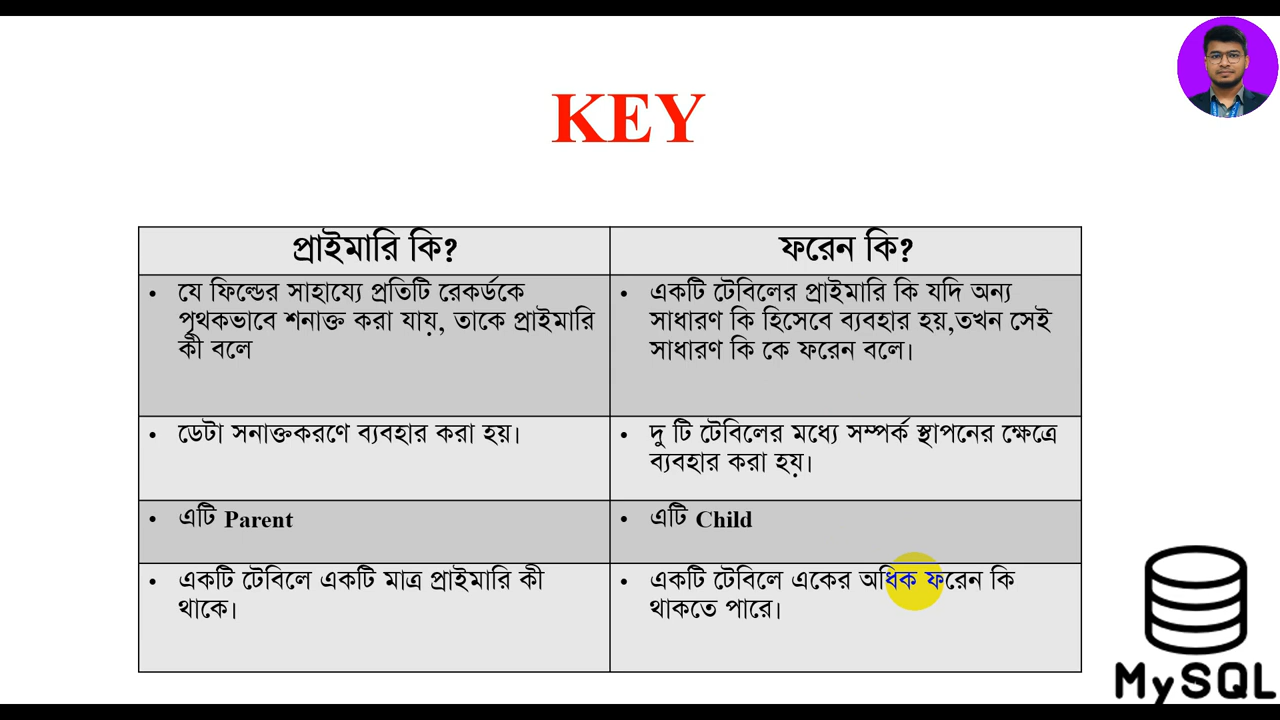 KEY
প্রাইমারি কি?
ফরেন কি?
• যে ফিল্ডের সাহায্যে প্রতিটি রেকর্ডকে
পৃথকভাবে শনাক্ত করা যায়, তাকে প্রাইমারি
কী বলে
• একটি টেবিলের প্রাইমারি কি যদি অন্য
সাধারণ কি হিসেবে ব্যবহার হয়,তখন সেই
সাধারণ কি কে ফরেন বলে।
• ডেটা সনাক্তকরণে ব্যবহার করা হয়।
• দু টি টেবিলের মধ্যে সম্পর্ক স্থাপনের ক্ষেত্রে
ব্যবহার করা হয়।
• এটি Parent
• এটি Child
• একটি টেবিলে একটি মাত্র প্রাইমারি কী
থাকে।
• একটি টেবিলে একের অধিক ফরেন কি
থাকতে পারে।
MySQL